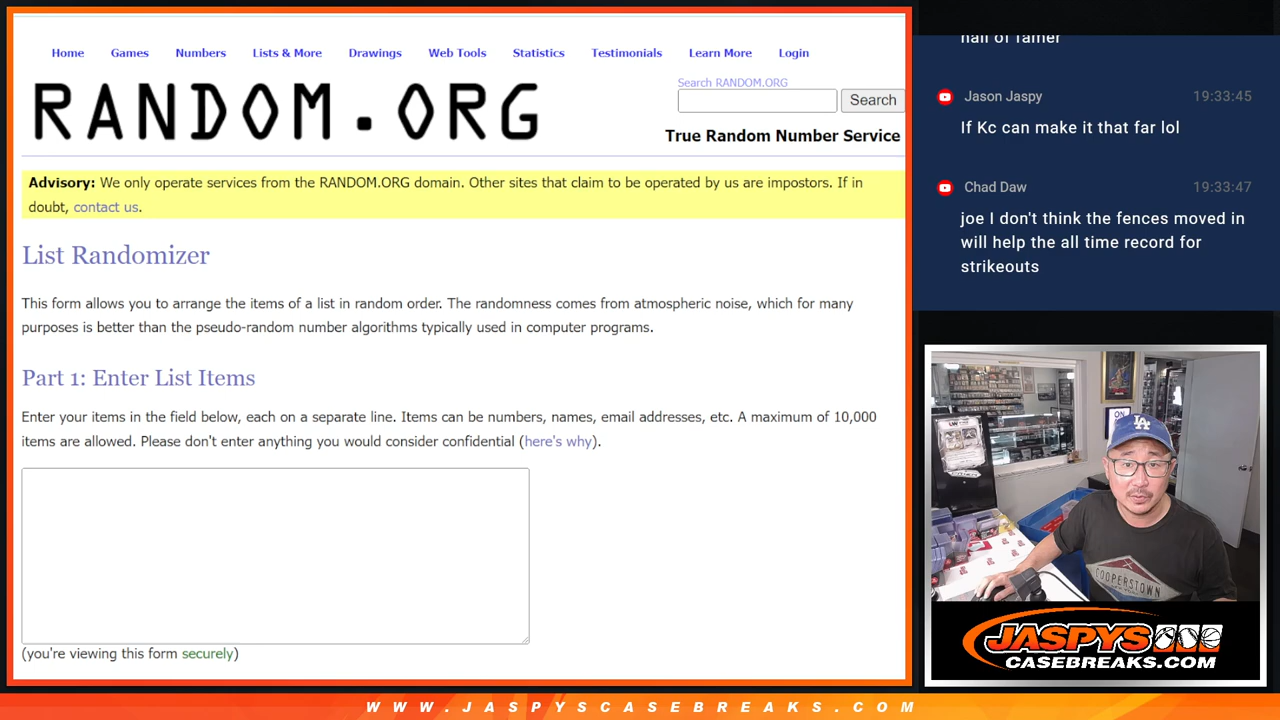 Home Games Numbers Lists & More Drawings Web Tools Statistics Testimonials Learn More Login
RANDOM.ORG
Search RANDOM.ORG
Search
True Random Number Service
Advisory: We only operate services from the RANDOM.ORG domain. Other sites that claim to be operated by us are impostors. If in
doubt, contact us.
List Randomizer
This form allows you to arrange the items of a list in random order. The randomness comes from atmospheric noise, which for many
purposes is better than the pseudo-random number algorithms typically used in computer programs.
Part 1: Enter List Items
Enter your items in the field below, each on a separate line. Items can be numbers, names, email addresses, etc. A maximum of 10,000
items are allowed. Please don't enter anything you would consider confidential (here's why).
(you're viewing this form securely)
hall of famer
Jason Jaspy 19:33:45
If Kc can make it that far lol
Chad Daw 19:33:47
joe I don't think the fences moved in
will help the all time record for
strikeouts
ON
LA
COOPERSTOWN
JASPYS
CASEBREAKS.COM
WWW.JASPYSCASEBREAKS.COM